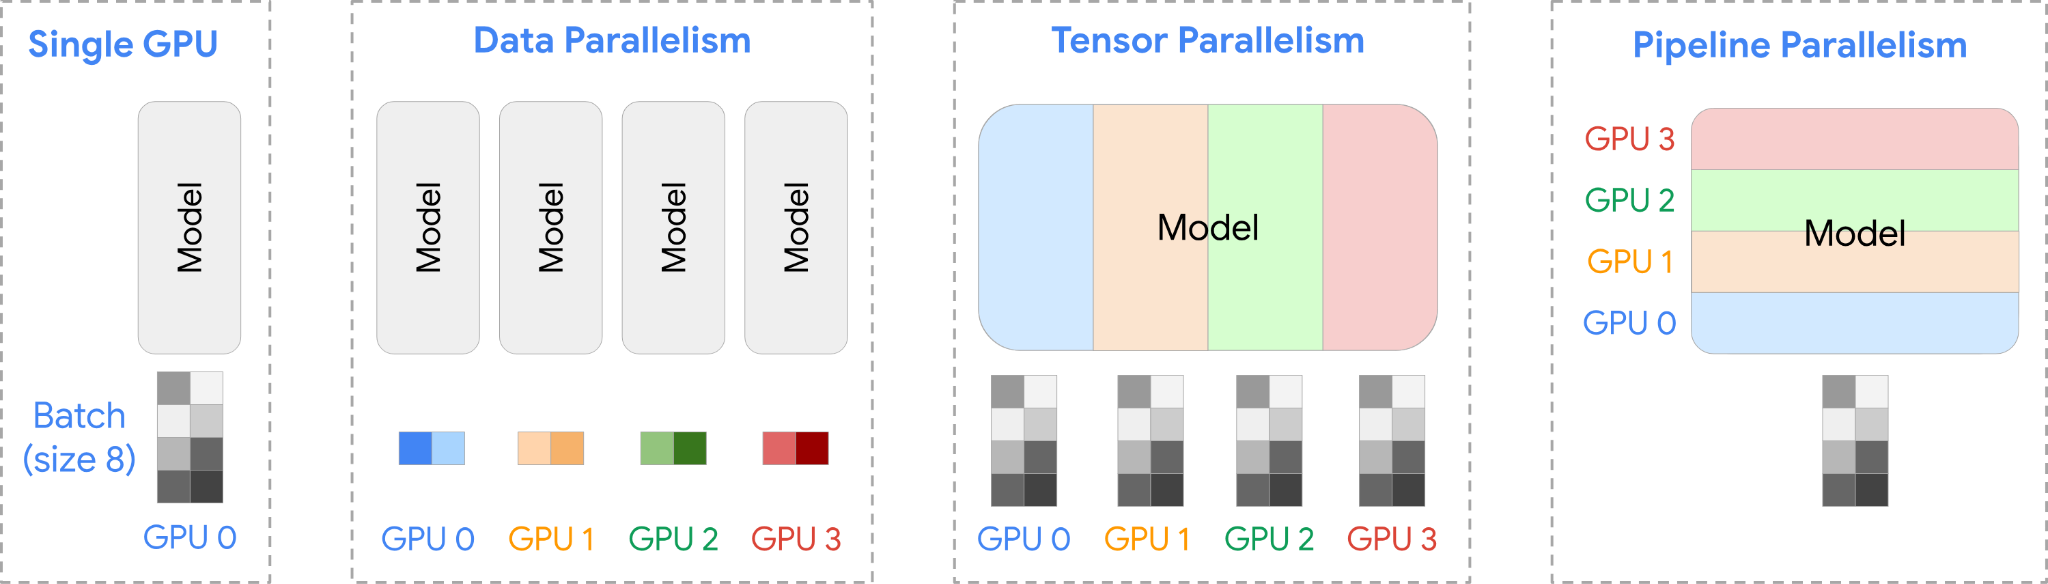 Single GPU
Model
Batch
(size 8)
GPU 0
Data Parallelism
Model
Model
Model
Model
GPU 0
GPU 1
GPU 2
GPU 3
Tensor Parallelism
Model
GPU 0
GPU 1
GPU 2
GPU 3
Pipeline Parallelism
GPU 3
GPU 2
Model
GPU 1
GPU 0